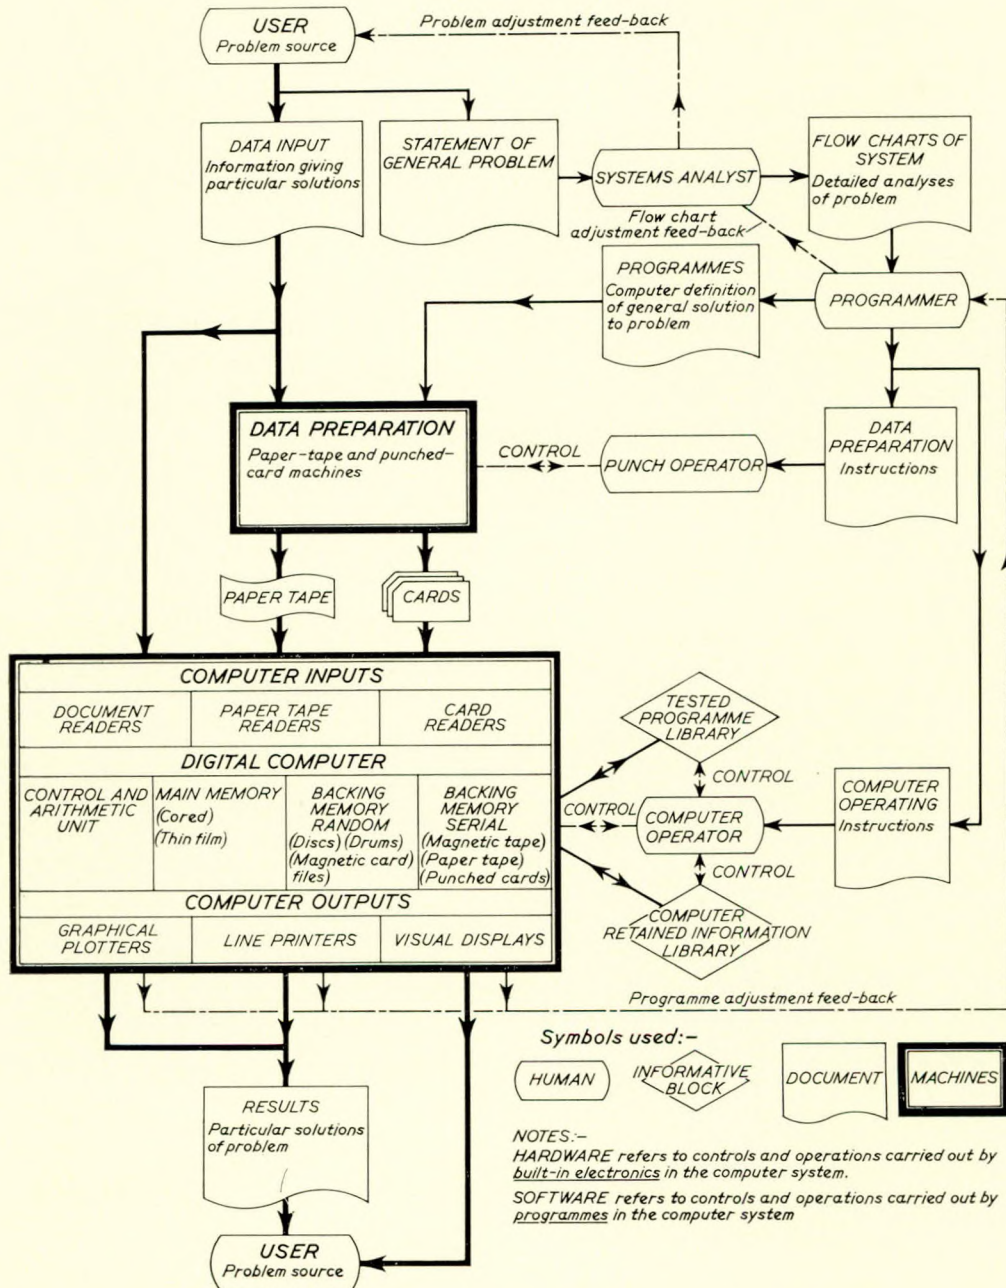 USER
Problem source
Problem adjustment feed-back
DATA INPUT
Information giving
particular solutions
STATEMENT OF
GENERAL PROBLEM
SYSTEMS ANALYST
FLOW CHARTS OF
SYSTEM
Detailed analyses
of problem
Flow chart
adjustment feed-back
PROGRAMMES
Computer definition
of general solution
to problem
PROGRAMMER
DATA PREPARATION
Paper-tape and punched-
card machines
CONTROL
PUNCH OPERATOR
DATA
PREPARATION
Instructions
PAPER TAPE
CARDS
COMPUTER INPUTS
DOCUMENT
READERS
PAPER TAPE
READERS
CARD
READERS
DIGITAL COMPUTER
CONTROL AND
ARITHMETIC
UNIT
MAIN MEMORY
(Cored)
(Thin film)
BACKING
MEMORY
RANDOM
(Discs) (Drums)
(Magnetic card)
files)
BACKING
MEMORY
SERIAL
(Magnetic tape)
(Paper tape)
(Punched cards)
COMPUTER OUTPUTS
GRAPHICAL
PLOTTERS
LINE PRINTERS
VISUAL DISPLAYS
TESTED
PROGRAMME
LIBRARY
CONTROL
CONTROL
COMPUTER
OPERATOR
CONTROL
COMPUTER
RETAINED INFORMATION
LIBRARY
COMPUTER
OPERATING
Instructions
Programme adjustment feed-back
RESULTS
Particular solutions
of problem
USER
Problem source
Symbols used:-
HUMAN
INFORMATIVE
BLOCK
DOCUMENT
MACHINES
NOTES:-
HARDWARE refers to controls and operations carried out by
built-in electronics in the computer system.
SOFTWARE refers to controls and operations carried out by
programmes in the computer system